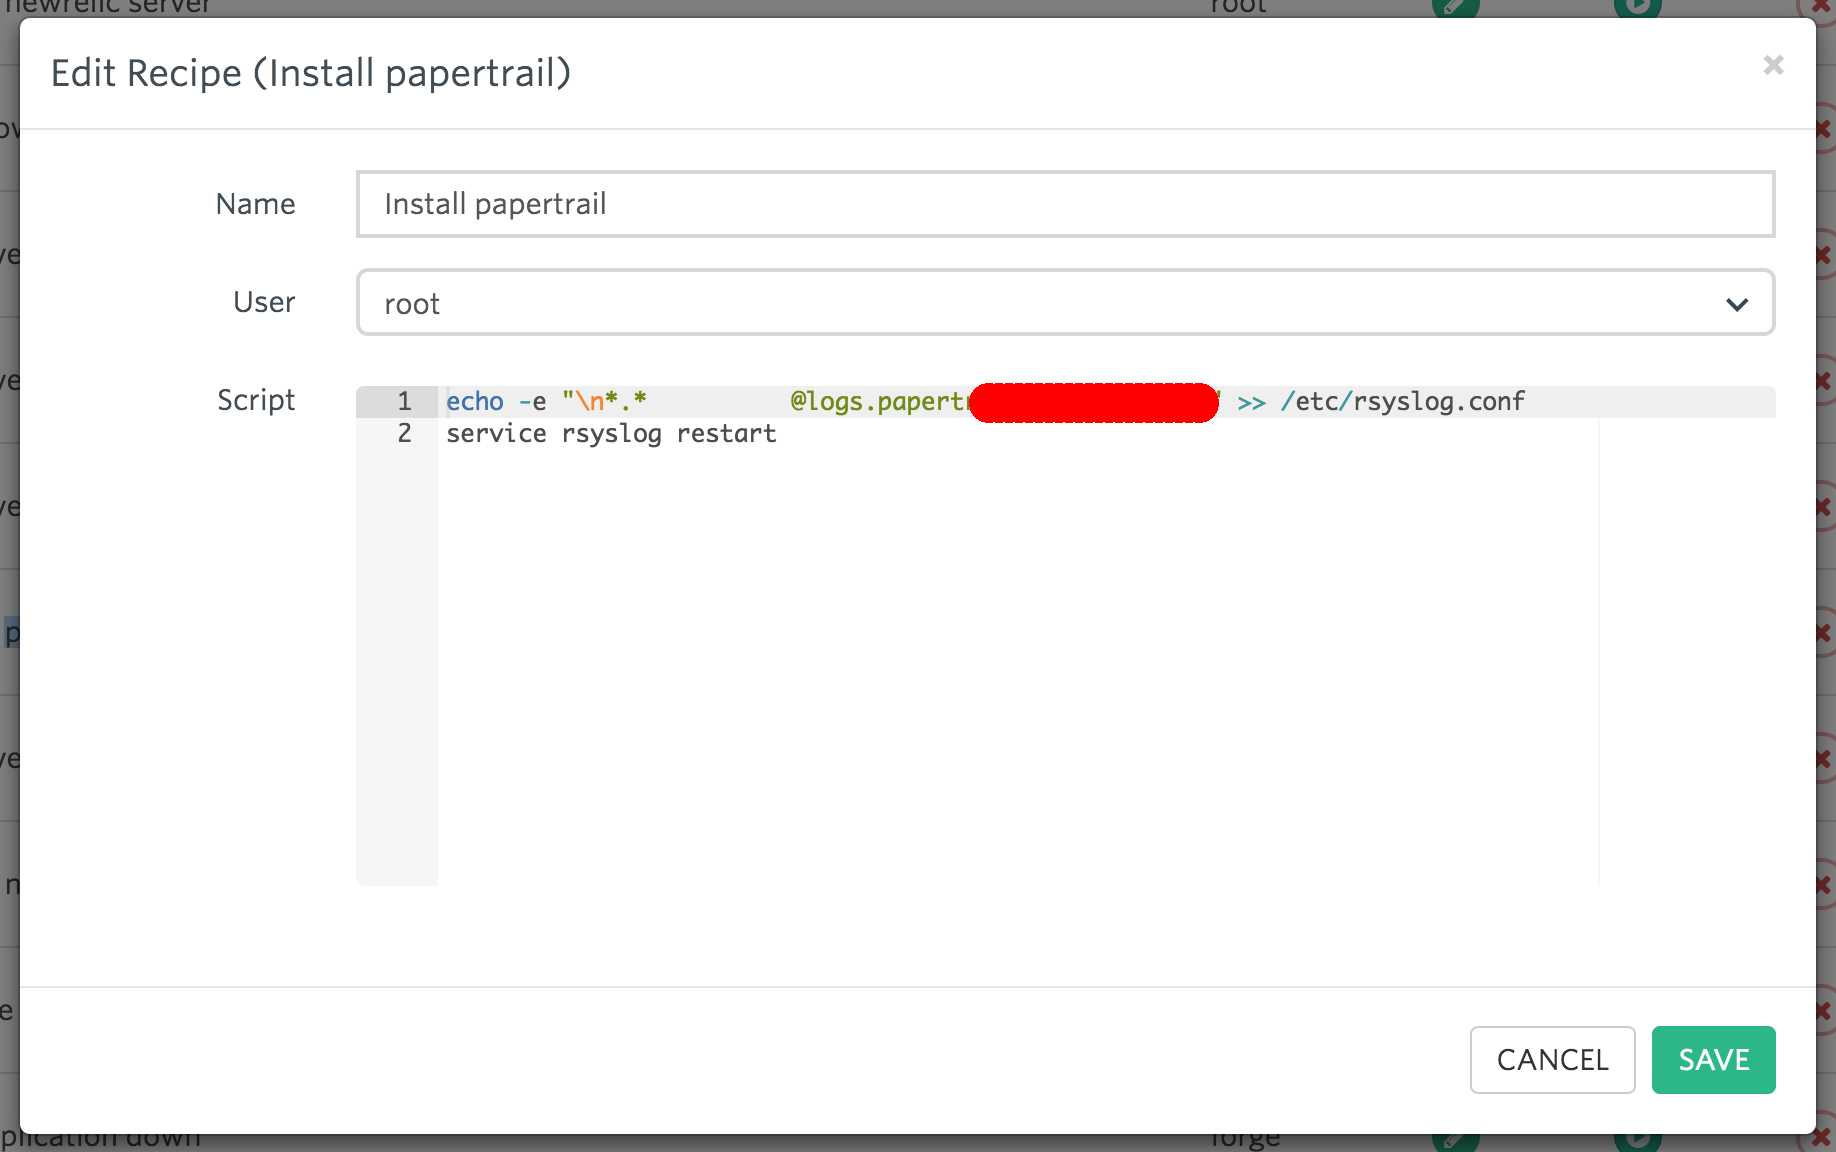 newrelic server root
Edit Recipe (Install papertrail) ×
Name Install papertrail
User root
Script
1 echo -e "\n*.* @logs.papert >> /etc/rsyslog.conf
2 service rsyslog restart
CANCEL SAVE
plication down forge